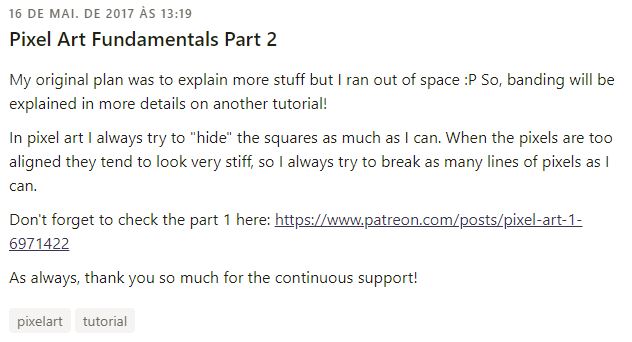 16 DE MAI. DE 2017 ÀS 13:19
Pixel Art Fundamentals Part 2
My original plan was to explain more stuff but I ran out of space :P So, banding will be
explained in more details on another tutorial!
In pixel art I always try to "hide" the squares as much as I can. When the pixels are too
aligned they tend to look very stiff, so I always try to break as many lines of pixels as I
can.
Don't forget to check the part 1 here: https://www.patreon.com/posts/pixel-art-1-
6971422
As always, thank you so much for the continuous support!
pixelart tutorial